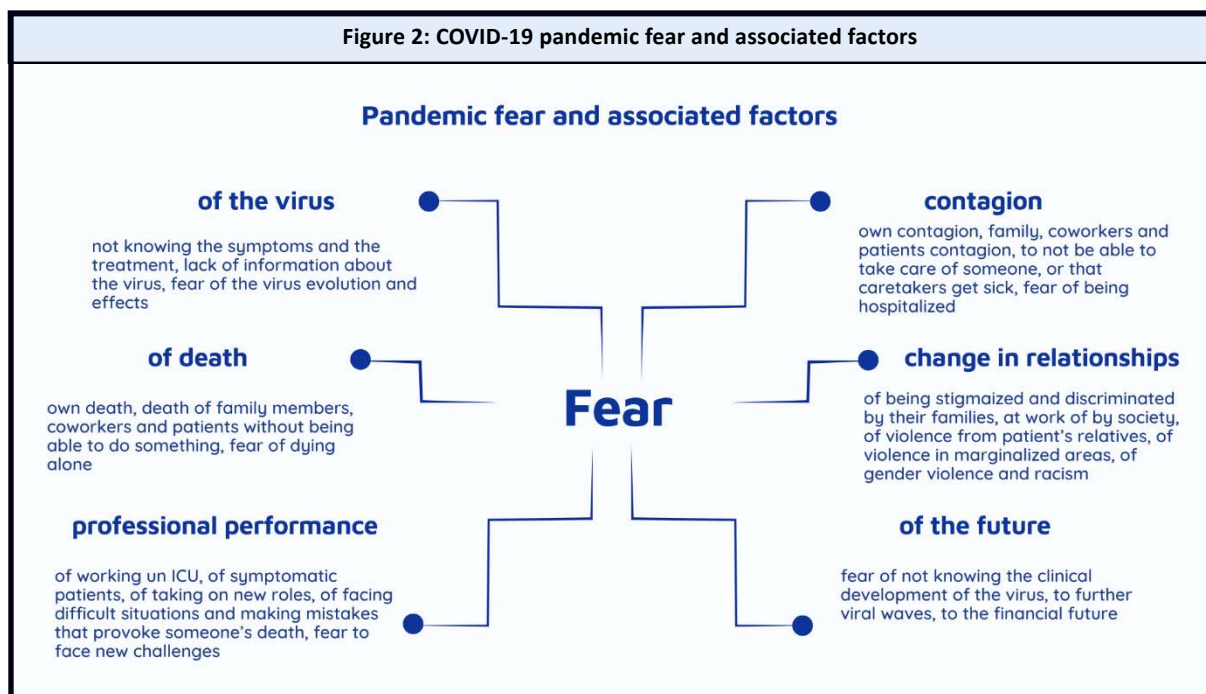 Figure 2: COVID-19 pandemic fear and associated factors
Pandemic fear and associated factors
of the virus
not knowing the symptoms and the
treatment, lack of information about
the virus, fear of the virus evolution and
effects
contagion
own contagion, family, coworkers and
patients contagion, to not be able to
take care of someone, or that
caretakers get sick, fear of being
hospitalized
of death
own death, death of family members,
coworkers and patients without being
able to do something, fear of dying
alone
Fear
change in relationships
of being stigmaized and discriminated
by their families, at work of by society,
of violence from patient's relatives, of
violence in marginalized areas, of
gender violence and racism
professional performance
of working un ICU, of symptomatic
patients, of taking on new roles, of facing
difficult situations and making mistakes
that provoke someone's death, fear to
face new challenges
of the future
fear of not knowing the clinical
development of the virus, to further
viral waves, to the financial future